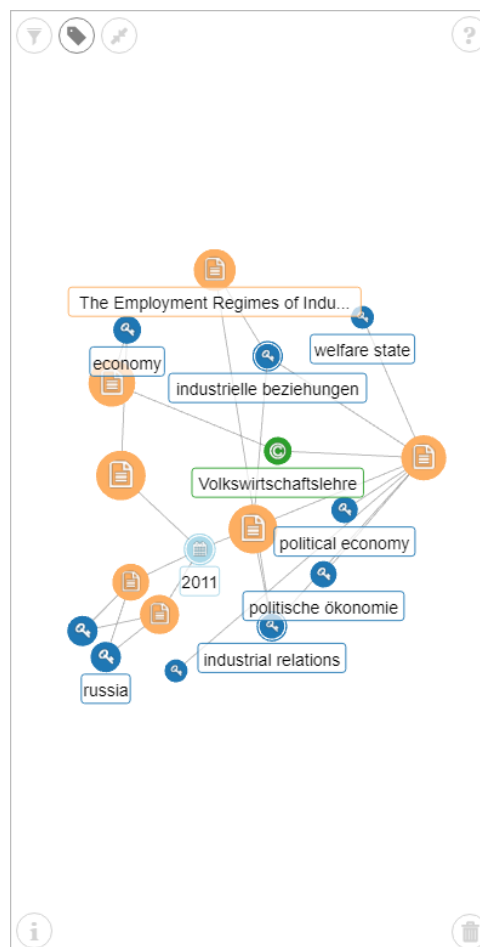 ?
The Employment Regimes of Indu...
economy
welfare state
industrielle beziehungen
Volkswirtschaftslehre
political economy
2011
politische ökonomie
industrial relations
russia
i